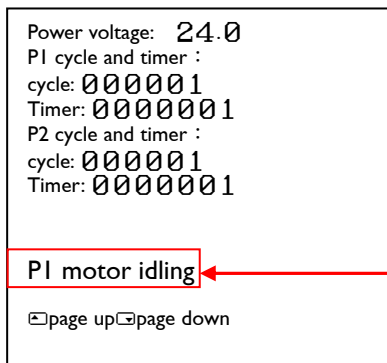 Power voltage: 24.0
P1 cycle and timer：
cycle: 000001
Timer: 0000001
P2 cycle and timer：
cycle: 000001
Timer: 0000001
P1 motor idling
page up page down